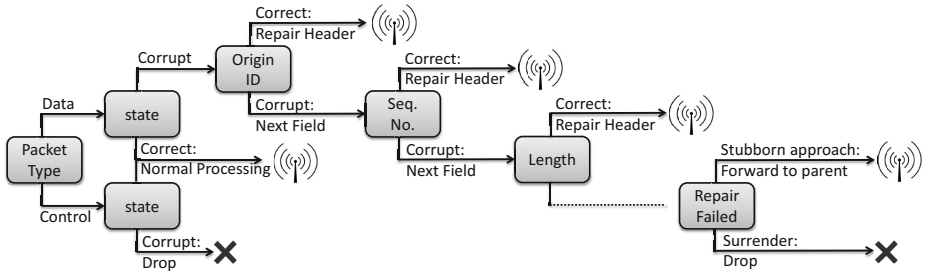 Correct:
Repair Header
Corrupt
Origin
ID
Correct:
Repair Header
Data
Corrupt:
Next Field
Seq.
No.
Correct:
Repair Header
state
Packet
Type
Correct:
Normal Processing
Corrupt:
Next Field
Length
Stubborn approach:
Forward to parent
Control
state
Repair
Failed
Corrupt:
Drop
Surrender:
Drop